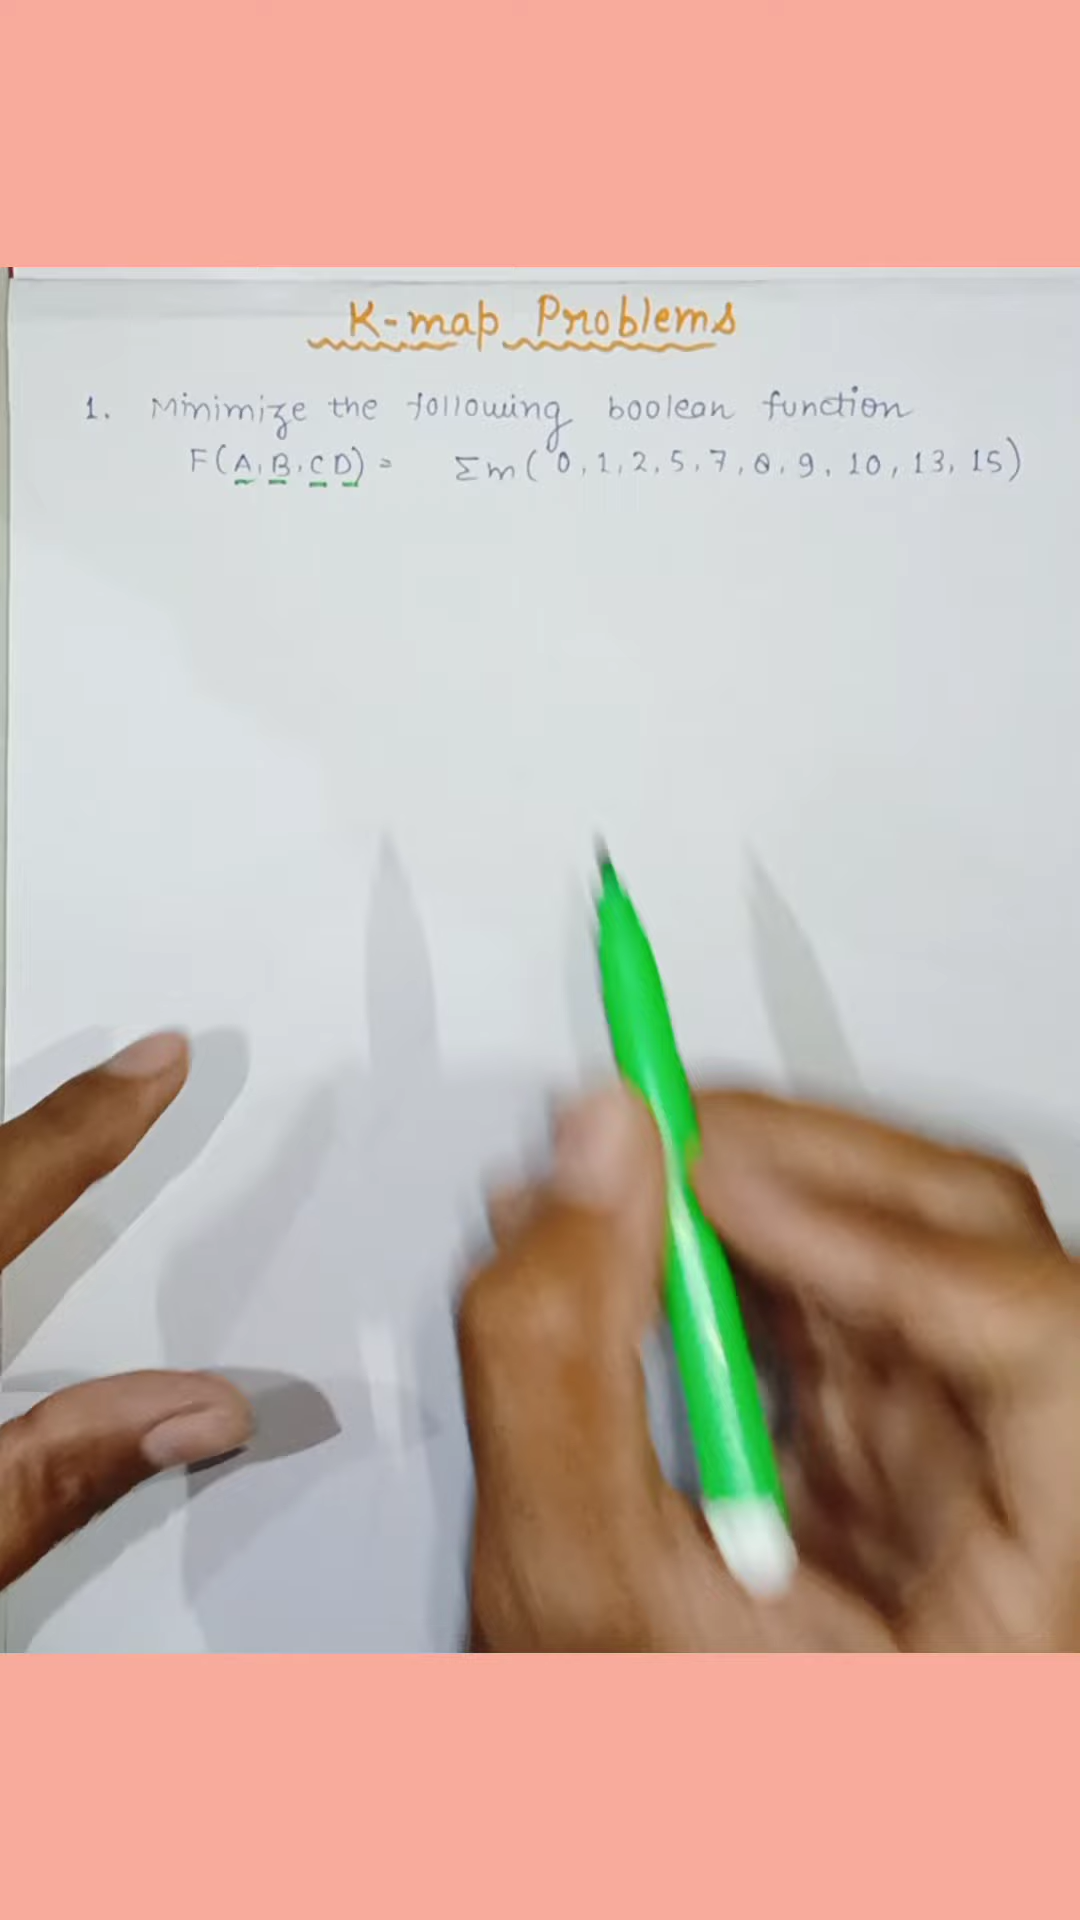 K-map Problems
1. Minimize the following boolean function
F(A, B, C D) = Σm(0, 1, 2, 5, 7, 8, 9, 10, 13, 15)